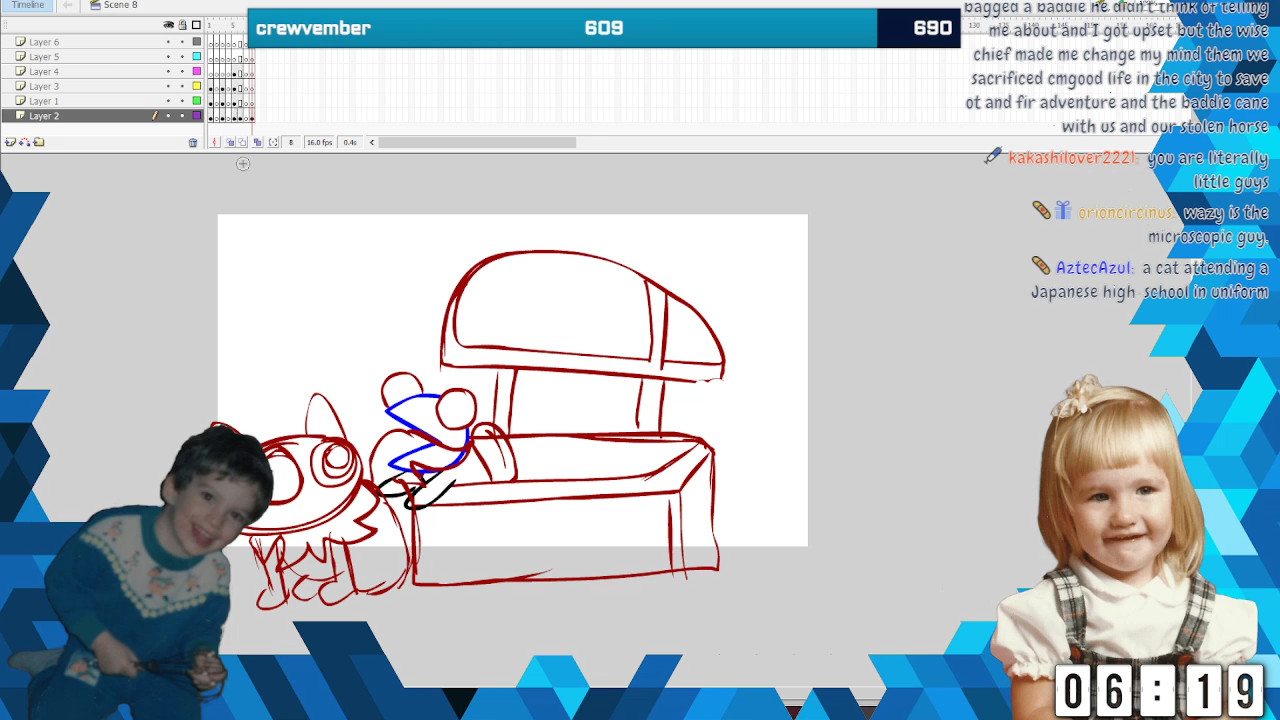 Timeline
Scene 8
crewvember 609 690
1 5
Layer 6
Layer 5
Layer 4
Layer 3
Layer 1
Layer 2
8 16.0 fps 0.4s
bagged a baddie he didn't think of telling
me about and I got upset but the wise
chief made me change my mind them we
sacrificed cmgood life in the city to save
ot and fir adventure and the baddie cane
with us and our stolen horse
kakashilover2221: you are literally
little guys
orioncircinus: wazy is the
microscopic guy.
AztecAzul: a cat attending a
Japanese high school in uniform
06:19